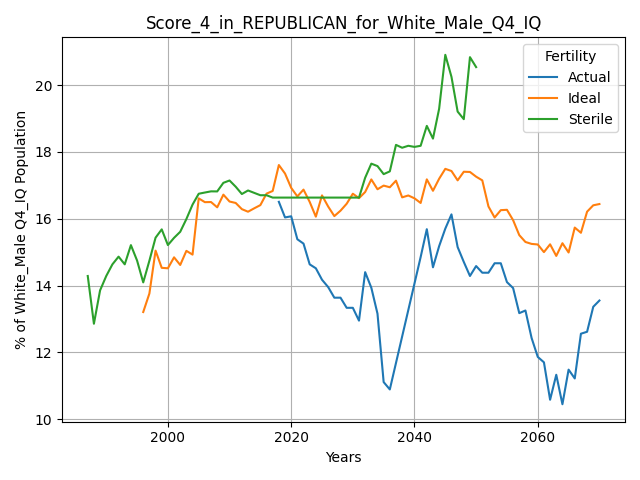 Score_4_in_REPUBLICAN_for_White_Male_Q4_IQ
Fertility
Actual
Ideal
Sterile
% of White_Male Q4_IQ Population
20
18
16
14
12
10
2000
2020
2040
2060
Years